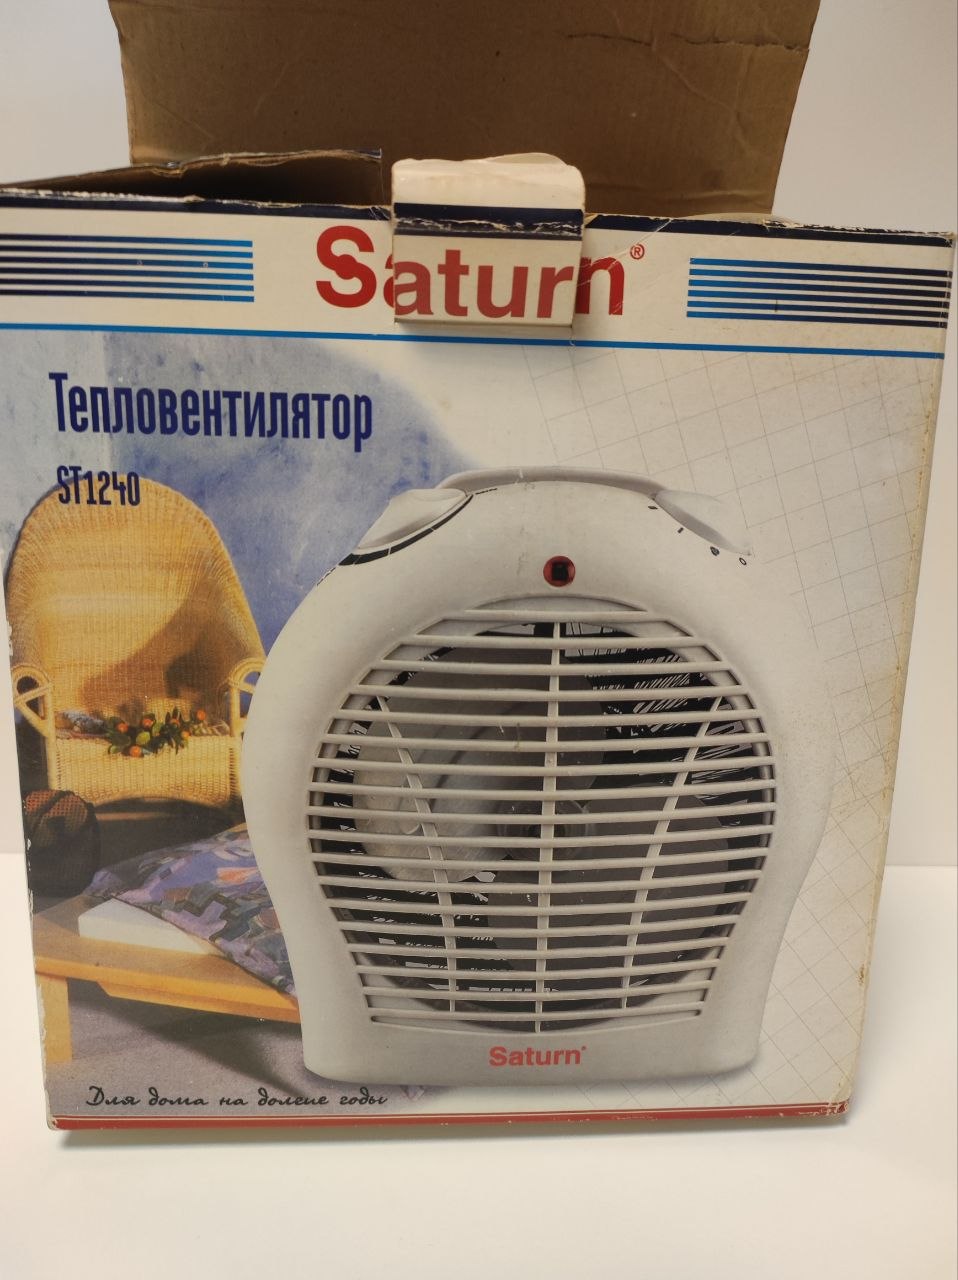 Saturn®
Тепловентилятор
ST1240
Saturn®
Для дома на долгие годы